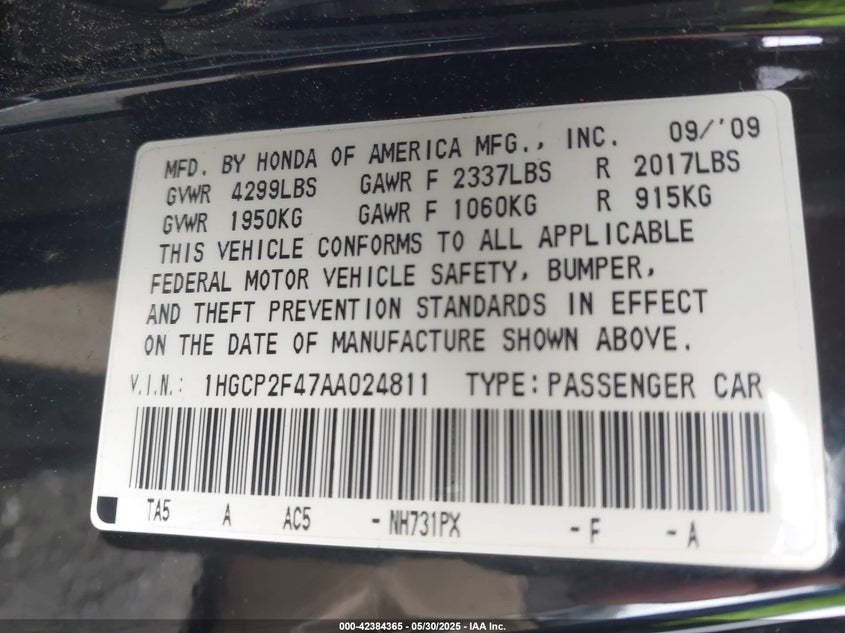 MFD. BY HONDA OF AMERICA MFG., INC. 09/'09
GVWR 4299LBS GAWR F 2337LBS R 2017LBS
GVWR 1950KG GAWR F 1060KG R 915KG
THIS VEHICLE CONFORMS TO ALL APPLICABLE
FEDERAL MOTOR VEHICLE SAFETY, BUMPER,
AND THEFT PREVENTION STANDARDS IN EFFECT
ON THE DATE OF MANUFACTURE SHOWN ABOVE.
V.I.N.: 1HGCP2F47AA024811 TYPE:PASSENGER CAR
TA5 A AC5 - NH731PX - F - A
000-42384365 - 05/30/2025 - IAA Inc.